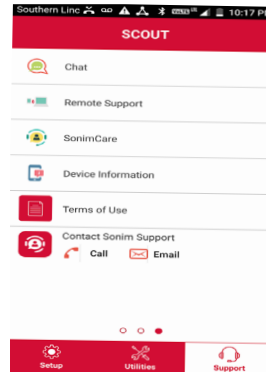 Southern Linc 10:17 PM
SCOUT
Chat
Remote Support
SonimCare
Device Information
Terms of Use
Contact Sonim Support
Call Email
Setup Utilities Support